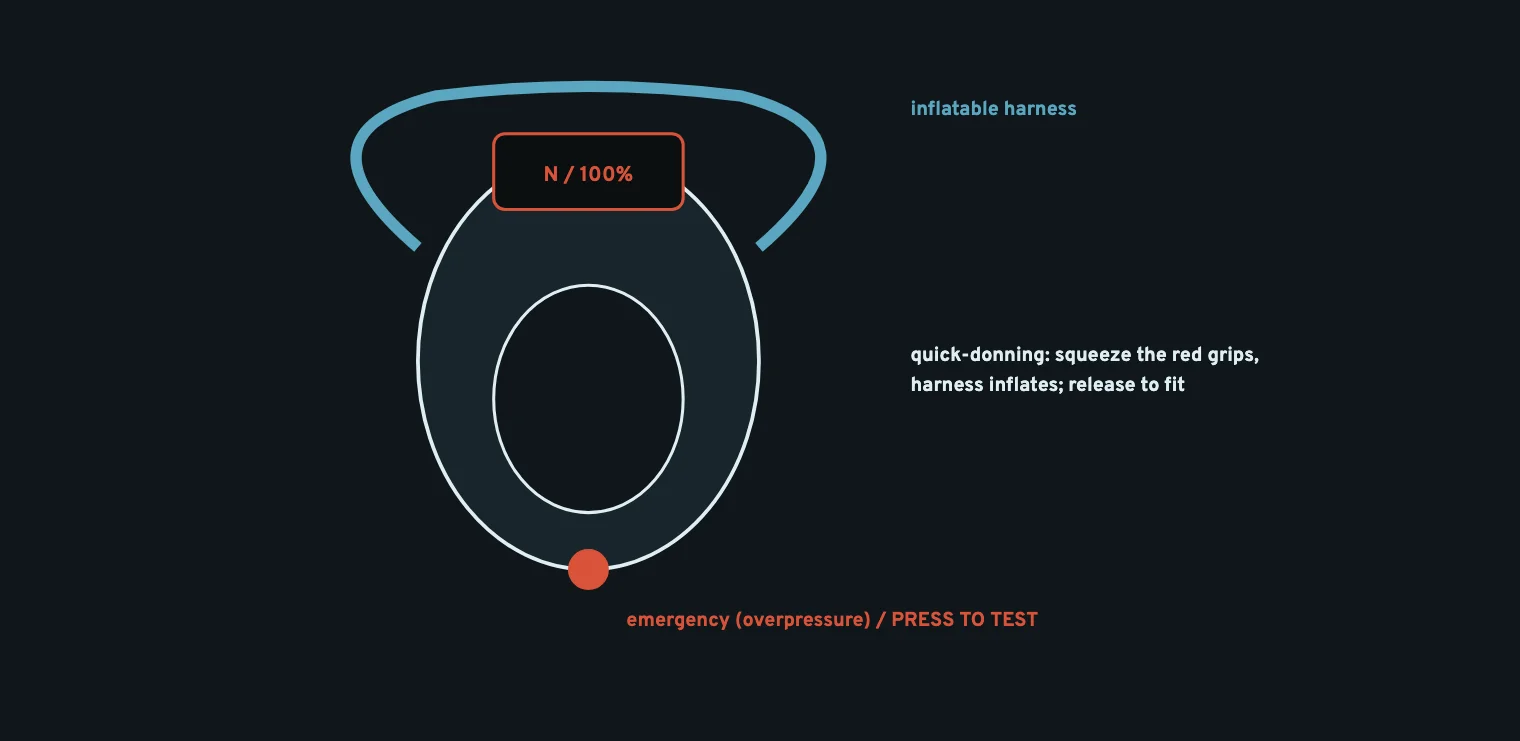 inflatable harness
N / 100%
quick-donning: squeeze the red grips,
harness inflates; release to fit
emergency (overpressure) / PRESS TO TEST